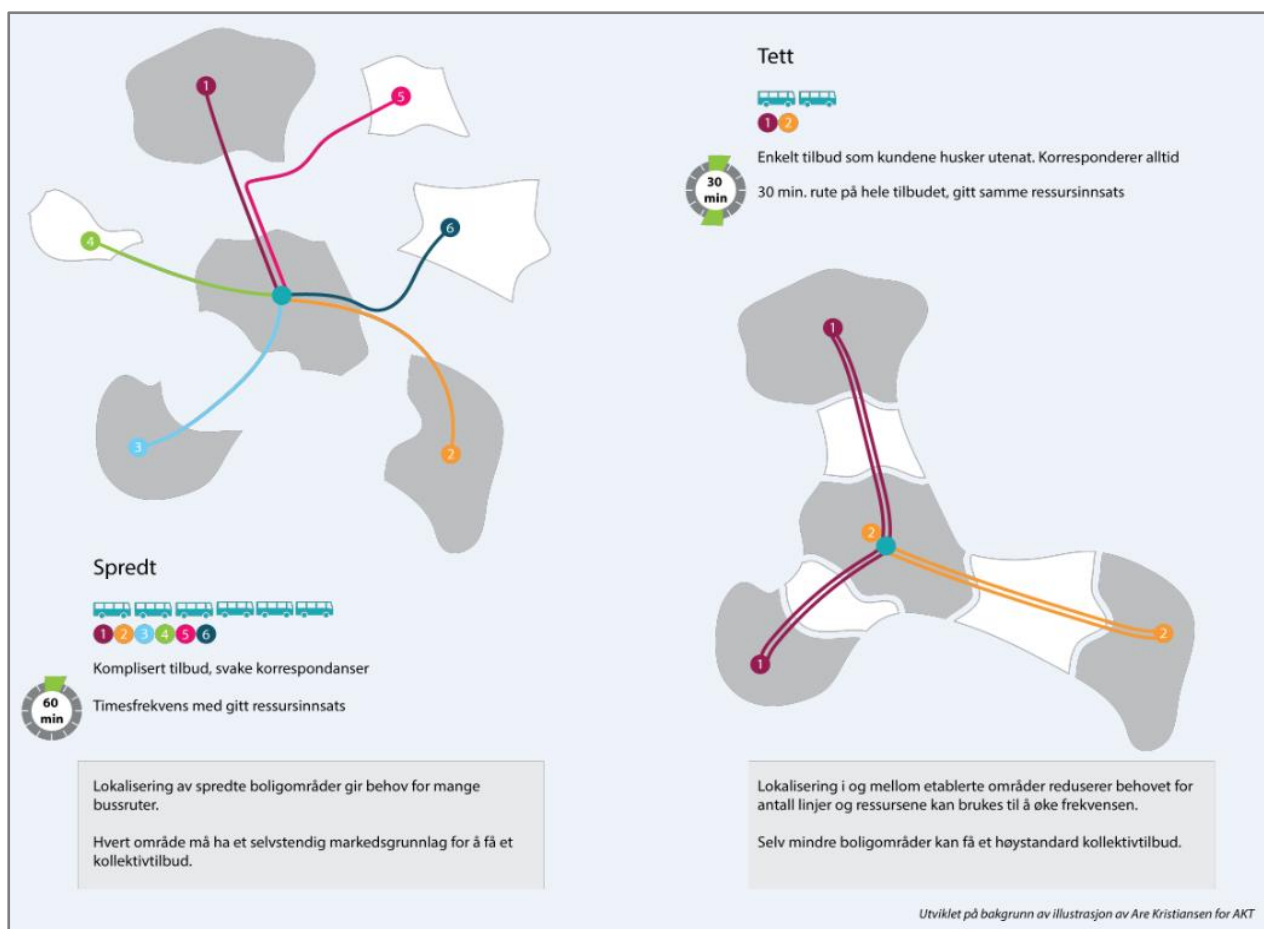 1
5
4
6
3
2
Spredt
1 2 3 4 5 6
Komplisert tilbud, svake korrespondanser
60
min
Timesfrekvens med gitt ressursinnsats
Lokalisering av spredte boligområder gir behov for mange
bussruter.
Hvert område må ha et selvstendig markedsgrunnlag for å få et
kollektivtilbud.
Tett
1 2
Enkelt tilbud som kundene husker utenat. Korresponderer alltid
30
min
30 min. rute på hele tilbudet, gitt samme ressursinnsats
1
2
2
1
Lokalisering i og mellom etablerte områder reduserer behovet for
antall linjer og ressursene kan brukes til å øke frekvensen.
Selv mindre boligområder kan få et høystandard kollektivtilbud.
Utviklet på bakgrunn av illustrasjon av Are Kristiansen for AKT